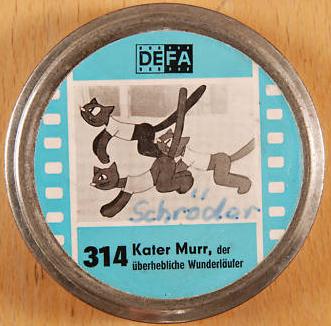 DEFA
Schröder
314 Kater Murr, der
überhebliche Wunderläufer